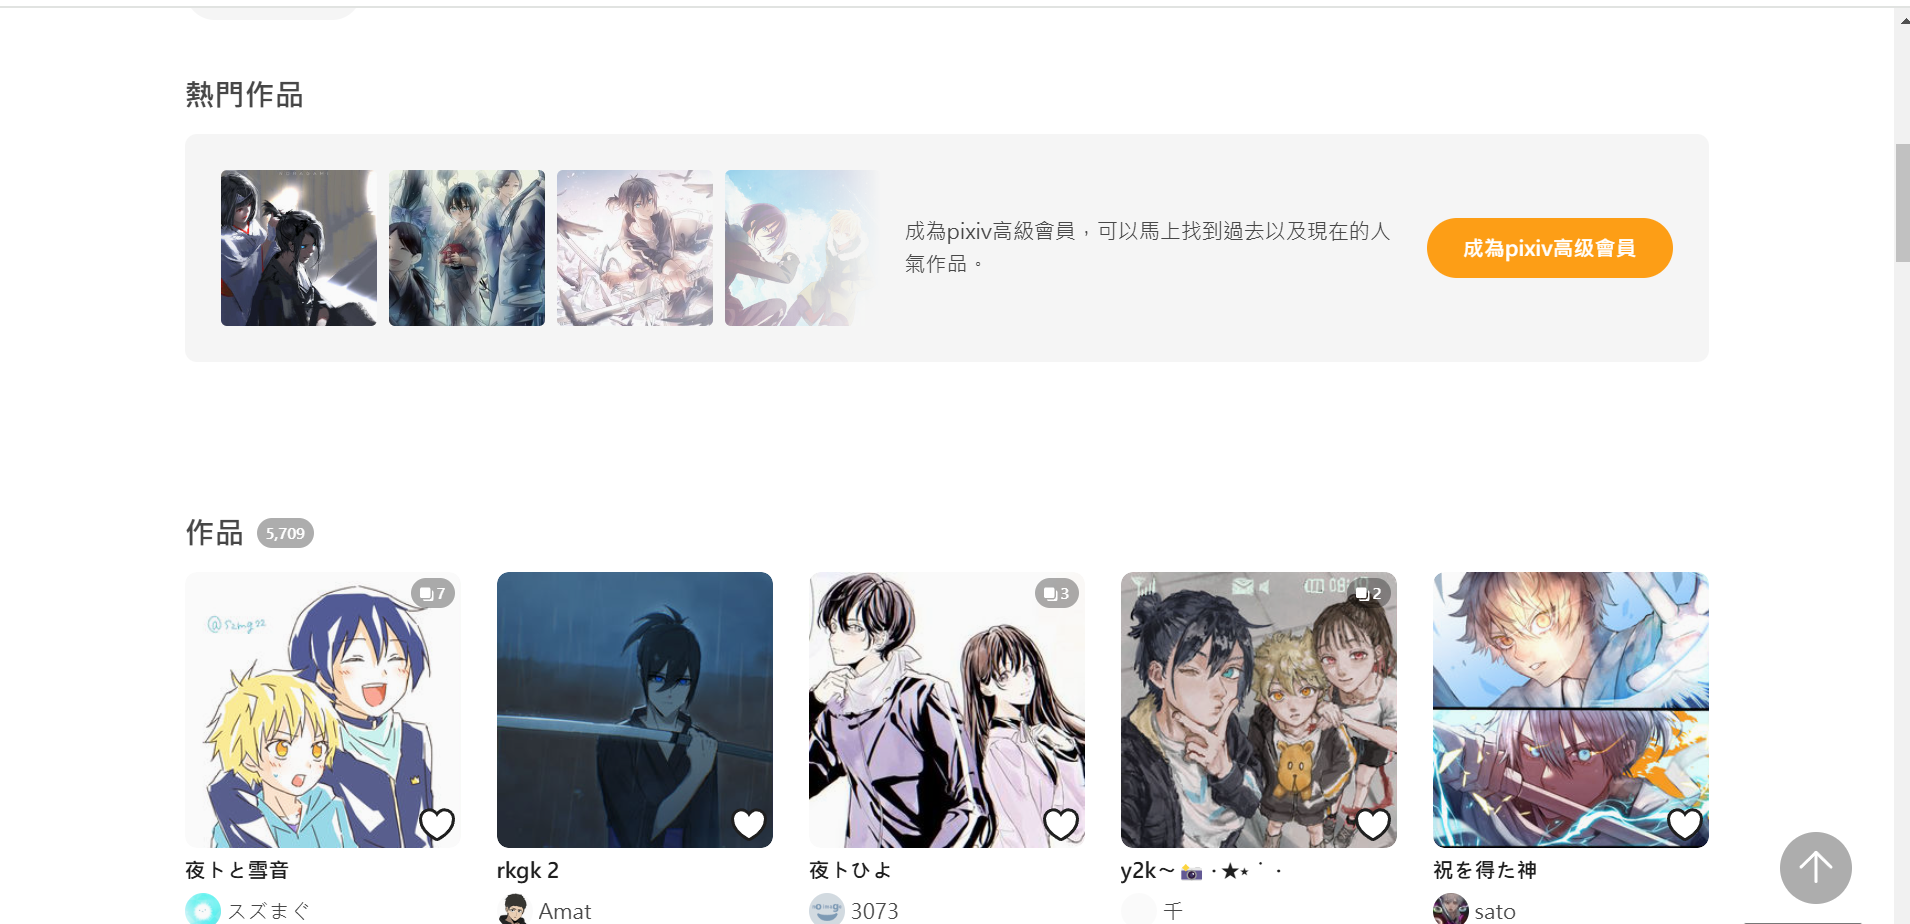 熱門作品
成為pixiv高級會員，可以馬上找到過去以及現在的人
氣作品。
成為pixiv高级會員
作品 5,709
7
3
2
@szmg22
夜トと雪音
rkgk 2
夜トひよ
y2k～📸 ⋅★⋆ ˙ ⋅
祝を得た神
スズまぐ
Amat
3073
千
sato